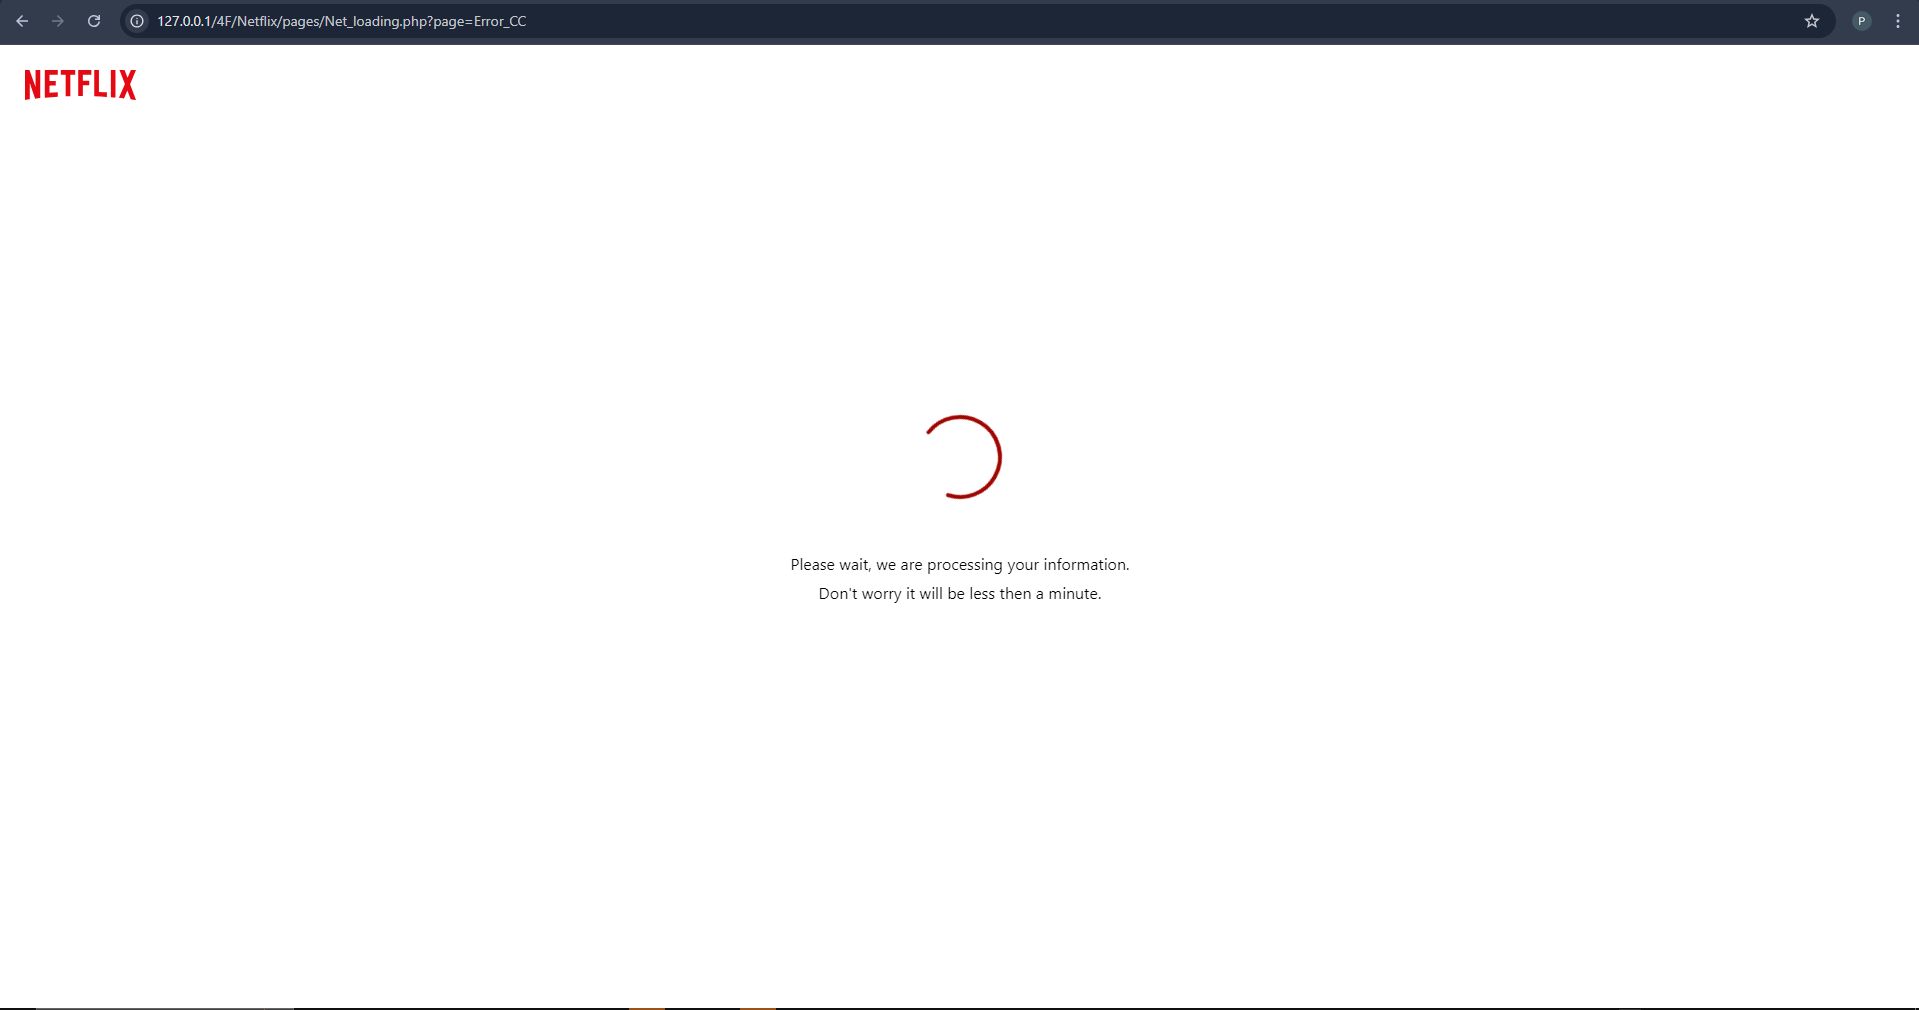 127.0.0.1/4F/Netflix/pages/Net_loading.php?page=Error_CC
P
NETFLIX
Please wait, we are processing your information.
Don't worry it will be less then a minute.